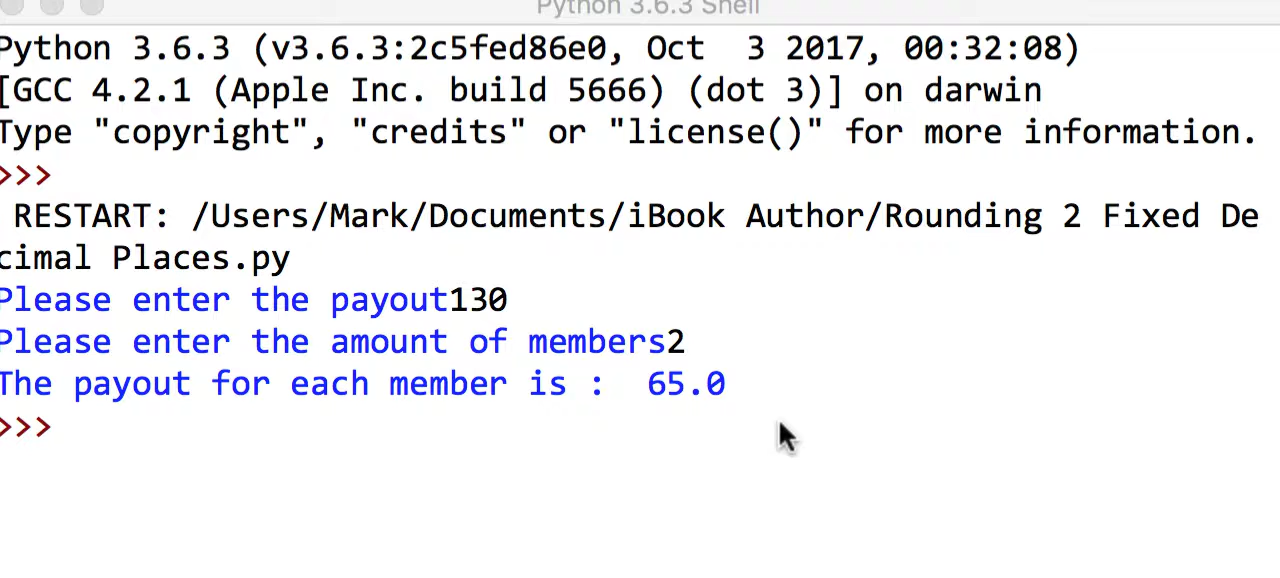 Python 3.6.3 Shell
Python 3.6.3 (v3.6.3:2c5fed86e0, Oct  3 2017, 00:32:08)
[GCC 4.2.1 (Apple Inc. build 5666) (dot 3)] on darwin
Type "copyright", "credits" or "license()" for more information.
>>>
 RESTART: /Users/Mark/Documents/iBook Author/Rounding 2 Fixed De
cimal Places.py
Please enter the payout130
Please enter the amount of members2
The payout for each member is :  65.0
>>>